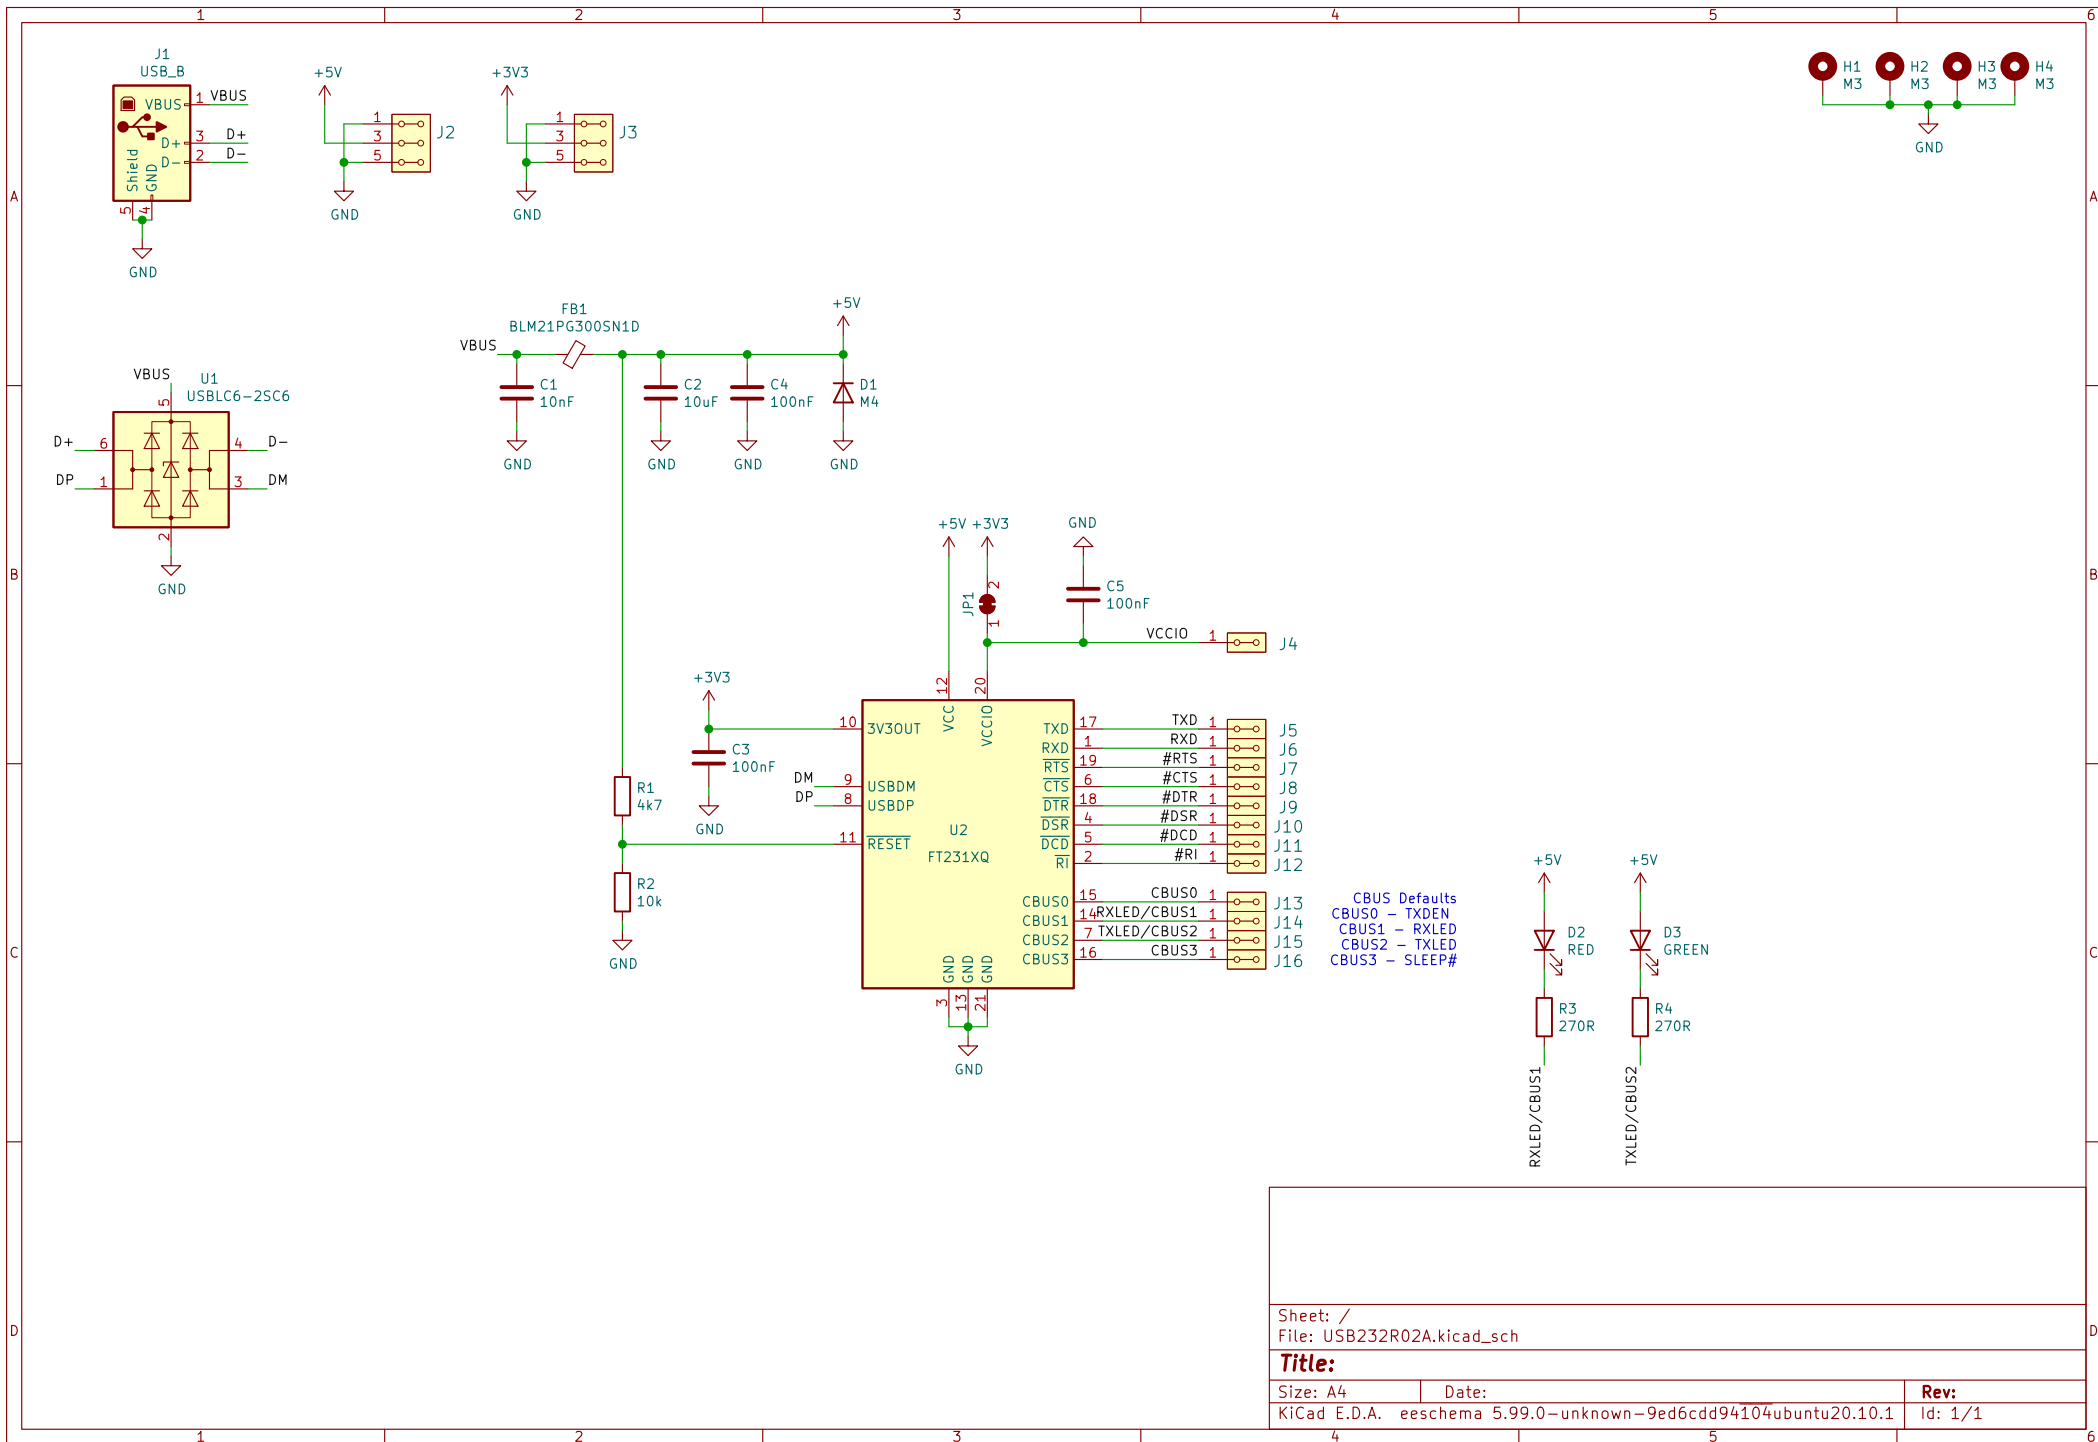 1 2 3 4 5 6
A
B
C
D
A
B
C
D
1 2 3 4 5 6
J1
USB_B
VBUS 1 VBUS
D+ 3 D+
D- 2 D-
Shield
GND
5
4
GND
+5V
1
3
5
J2
GND
+3V3
1
3
5
J3
GND
H1
M3
H2
M3
H3
M3
H4
M3
GND
VBUS
U1
USBLC6-2SC6
5
D+ 6
4 D-
DP 1
3 DM
2
GND
FB1
BLM21PG300SN1D
VBUS
+5V
C1
10nF
C2
10uF
C4
100nF
D1
M4
GND
GND
GND
GND
+5V
+3V3
GND
JP1
2
1
C5
100nF
VCCIO 1 J4
+3V3
C3
100nF
GND
R1
4k7
R2
10k
GND
12
20
VCC
VCCIO
10 3V3OUT
DM 9 USBDM
DP 8 USBDP
11 RESET
U2
FT231XQ
TXD 17 TXD 1 J5
RXD 1 RXD 1 J6
RTS 19 #RTS 1 J7
CTS 6 #CTS 1 J8
DTR 18 #DTR 1 J9
DSR 4 #DSR 1 J10
DCD 5 #DCD 1 J11
RI 2 #RI 1 J12
CBUS0 15 CBUS0 1 J13
CBUS1 14 RXLED/CBUS1 1 J14
CBUS2 7 TXLED/CBUS2 1 J15
CBUS3 16 CBUS3 1 J16
GND GND GND
3 13 21
GND
CBUS Defaults
CBUS0 - TXDEN
CBUS1 - RXLED
CBUS2 - TXLED
CBUS3 - SLEEP#
+5V
D2
RED
R3
270R
RXLED/CBUS1
+5V
D3
GREEN
R4
270R
TXLED/CBUS2
Sheet: /
File: USB232R02A.kicad_sch
Title:
Size: A4 Date: Rev:
KiCad E.D.A. eeschema 5.99.0-unknown-9ed6cdd94104ubuntu20.10.1 Id: 1/1